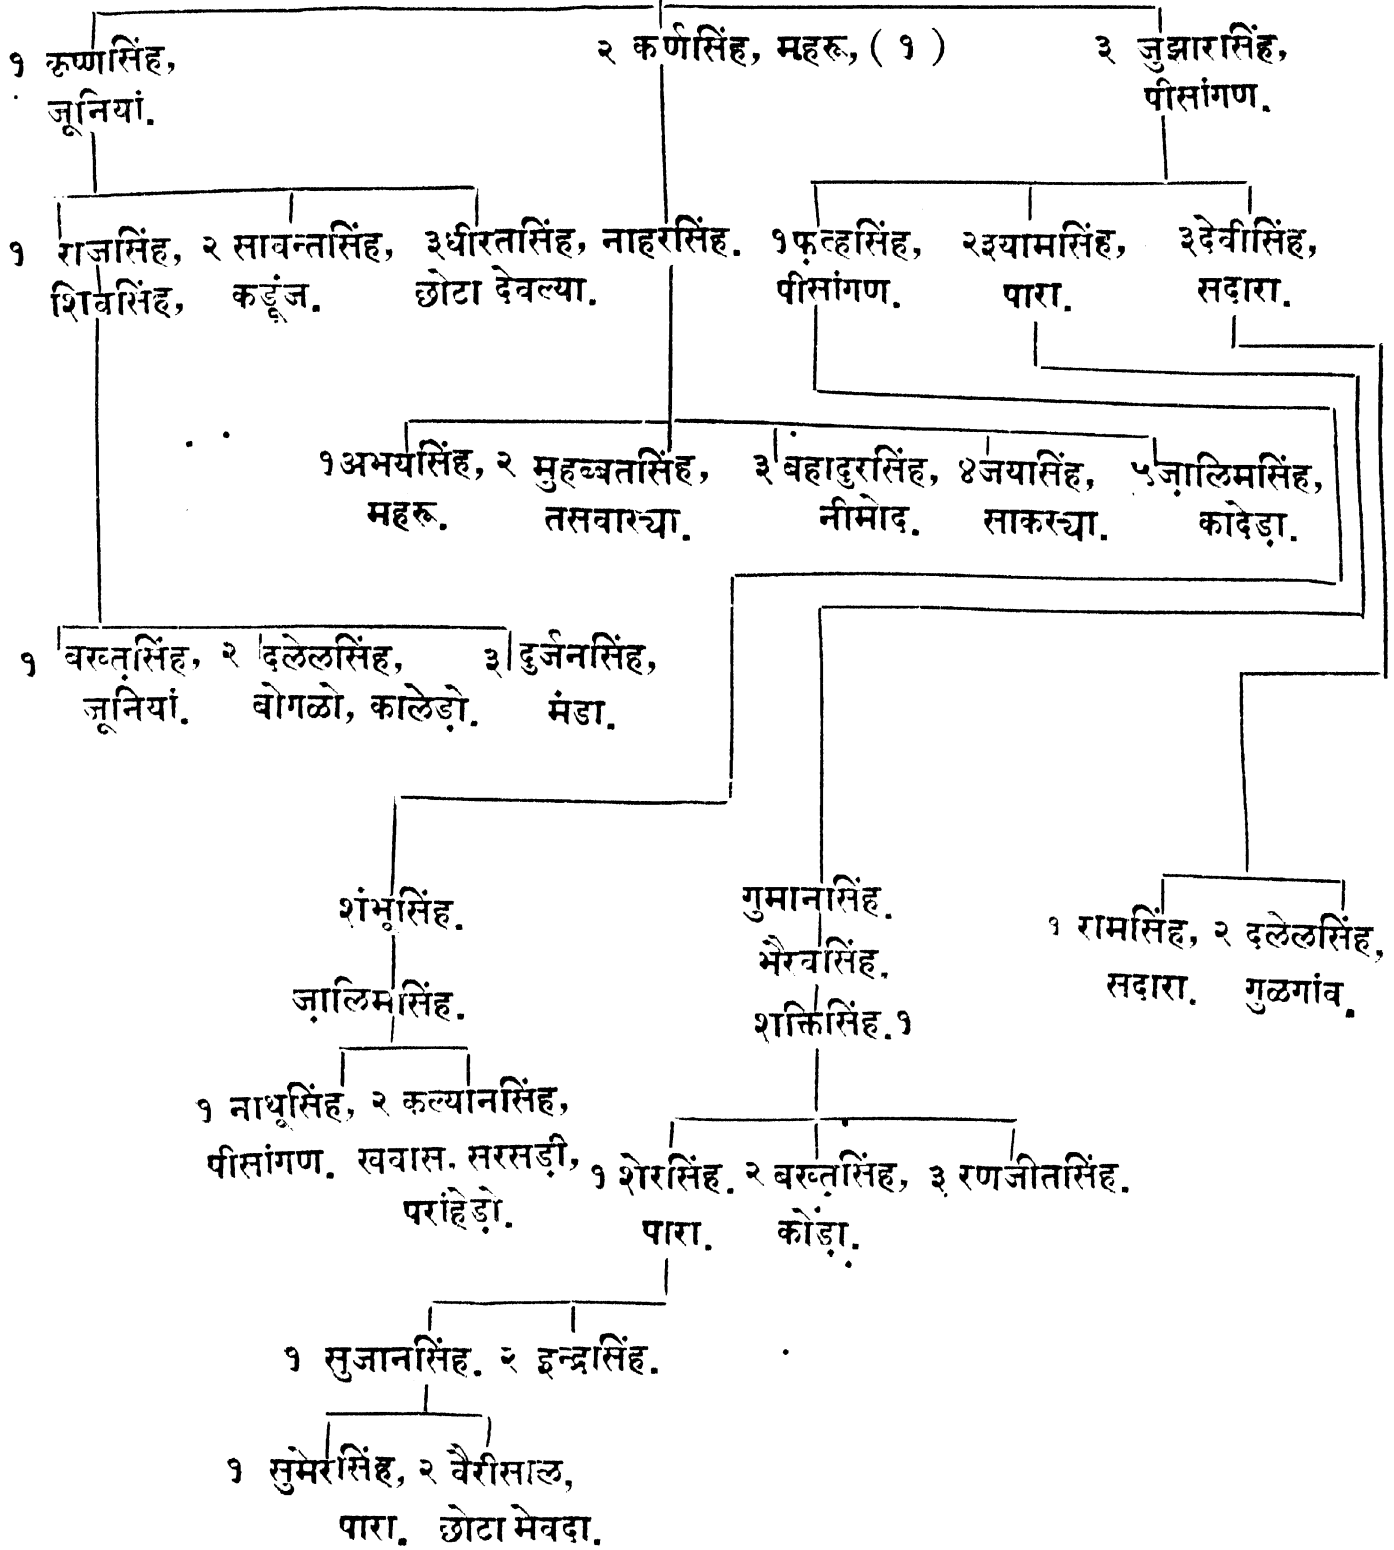 १ कृष्णसिंह, २ कर्णसिंह, महरू, ( १ ) ३ जुझारसिंह,
जूनियां. पीसांगण.
१ राजसिंह, २ सावन्तसिंह, ३धीरतसिंह, नाहरसिंह. १फ़त्हसिंह, २श्यामसिंह, ३देवीसिंह,
शिवसिंह, कडूंज. छोटा देवल्या. पीसांगण. पारा. सदारा.
१अभयसिंह, २ मुहब्बतसिंह, ३ बहादुरसिंह, ४जयासिंह, ५ज़ालिमसिंह,
महरू. तसवाऱ्या. नीमोद. साकऱ्या. कादेड़ा.
१ बख़्तसिंह, २ दलेलसिंह, ३ दुर्जनसिंह,
जूनियां. बोगळो, कालेड़ो. मंडा.
शंभूसिंह. गुमानसिंह.
१ रामसिंह, २ दलेलसिंह,
भैरवसिंह.
सदारा. गुळगांव.
ज़ालिमसिंह.
शक्तिसिंह.१
१ नाथूसिंह, २ कल्यानसिंह,
पीसांगण. खवास. सरसड़ी,
१ शेरसिंह. २ बख़्तसिंह, ३ रणजीतसिंह.
परांहेड़ो.
पारा. कोंड़ा.
१ सुजानसिंह. २ इन्द्रसिंह.
१ सुमेरसिंह, २ वैरीसाल,
पारा. छोटा मेवदा.